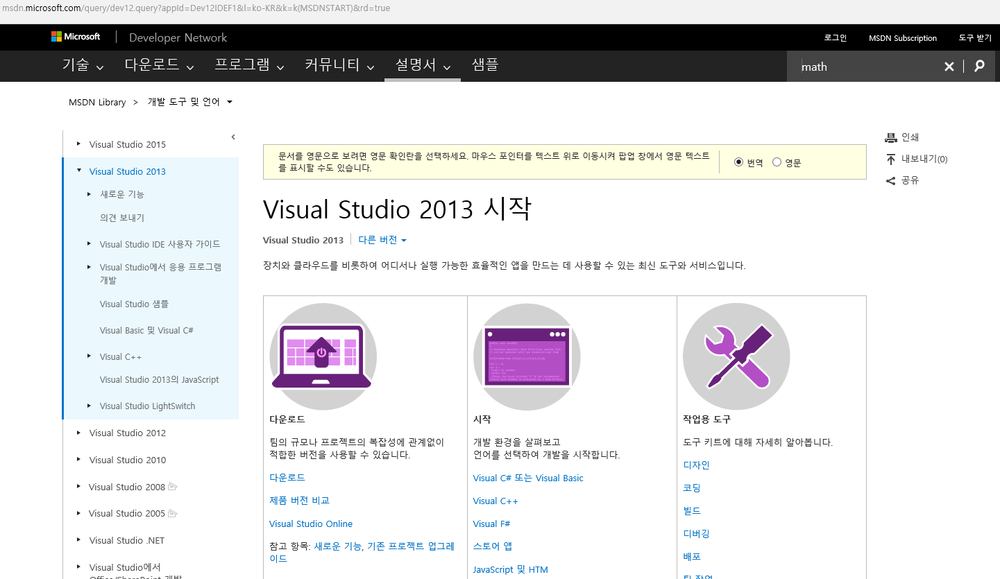 msdn.microsoft.com/query/dev12.query?appId=Dev12IDEF1&l=ko-KR&k=k(MSDNSTART)&rd=true
Microsoft Developer Network
로그인 MSDN Subscription 도구 받기
기술 다운로드 프로그램 커뮤니티 설명서 샘플
math
MSDN Library > 개발 도구 및 언어
Visual Studio 2015
Visual Studio 2013
새로운 기능
의견 보내기
Visual Studio IDE 사용자 가이드
Visual Studio에서 응용 프로그램
개발
Visual Studio 샘플
Visual Basic 및 Visual C#
Visual C++
Visual Studio 2013의 JavaScript
Visual Studio LightSwitch
Visual Studio 2012
Visual Studio 2010
Visual Studio 2008
Visual Studio 2005
Visual Studio .NET
Visual Studio에서
Office/SharePoint 개발
문서를 영문으로 보려면 영문 확인란을 선택하세요. 마우스 포인터를 텍스트 위로 이동시켜 팝업 창에서 영문 텍스트
를 표시할 수도 있습니다.
번역 영문
Visual Studio 2013 시작
Visual Studio 2013 다른 버전
장치와 클라우드를 비롯하여 어디서나 실행 가능한 효율적인 앱을 만드는 데 사용할 수 있는 최신 도구와 서비스입니다.
다운로드
팀의 규모나 프로젝트의 복잡성에 관계없이
적합한 버전을 사용할 수 있습니다.
다운로드
제품 버전 비교
Visual Studio Online
참고 항목: 새로운 기능, 기존 프로젝트 업그레
이드
시작
개발 환경을 살펴보고
언어를 선택하여 개발을 시작합니다.
Visual C# 또는 Visual Basic
Visual C++
Visual F#
스토어 앱
JavaScript 및 HTM
작업용 도구
도구 키트에 대해 자세히 알아봅니다.
디자인
코딩
빌드
디버깅
배포
팀 작업
인쇄
내보내기(0)
공유